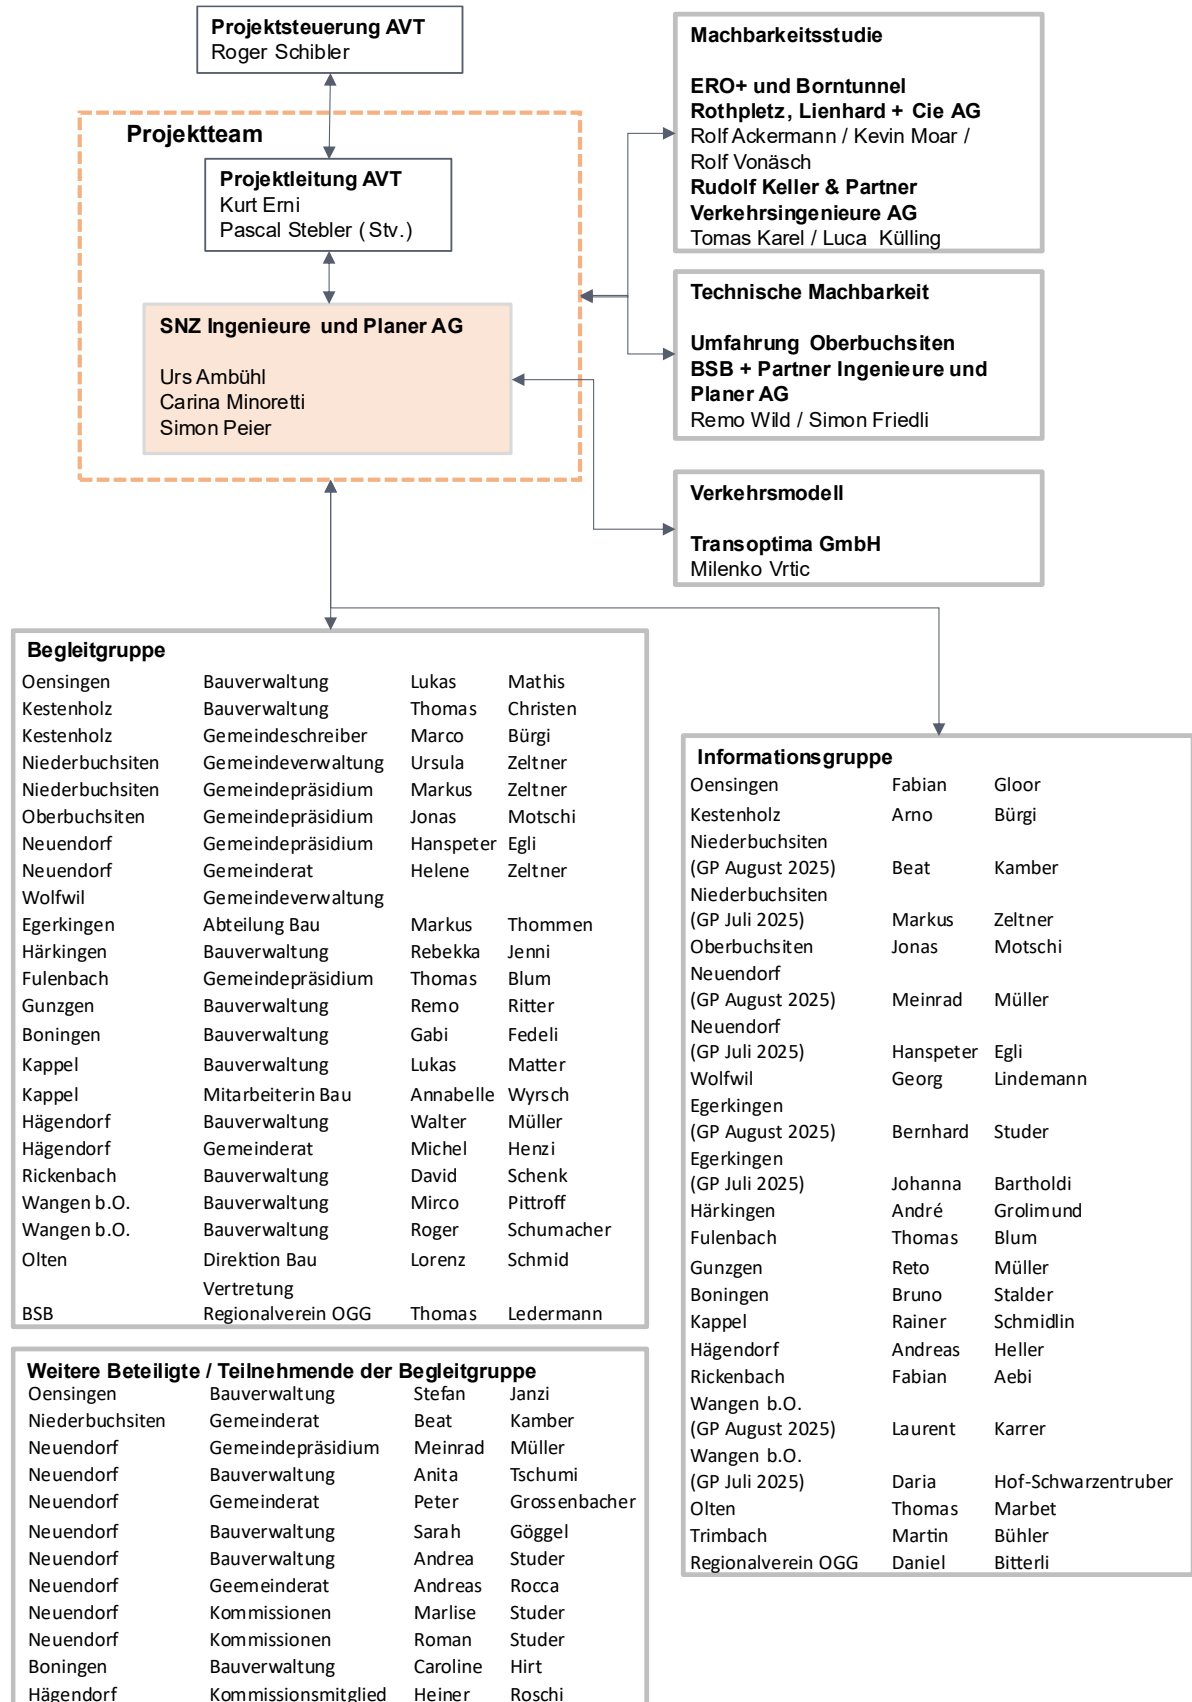 Projektsteuerung AVT
Roger Schibler
Projektteam
Projektleitung AVT
Kurt Erni
Pascal Stebler (Stv.)
SNZ Ingenieure und Planer AG
Urs Ambühl
Carina Minoretti
Simon Peier
Machbarkeitsstudie
ERO+ und Borntunnel
Rothpletz, Lienhard + Cie AG
Rolf Ackermann / Kevin Moar /
Rolf Vonäsch
Rudolf Keller & Partner
Verkehrsingenieure AG
Tomas Karel / Luca Külling
Technische Machbarkeit
Umfahrung Oberbuchsiten
BSB + Partner Ingenieure und
Planer AG
Remo Wild / Simon Friedli
Verkehrsmodell
Transoptima GmbH
Milenko Vrtic
Begleitgruppe
Oensingen Bauverwaltung Lukas Mathis
Kestenholz Bauverwaltung Thomas Christen
Kestenholz Gemeindeschreiber Marco Bürgi
Niederbuchsiten Gemeindeverwaltung Ursula Zeltner
Niederbuchsiten Gemeindepräsidium Markus Zeltner
Oberbuchsiten Gemeindepräsidium Jonas Motschi
Neuendorf Gemeindepräsidium Hanspeter Egli
Neuendorf Gemeinderat Helene Zeltner
Wolfwil Gemeindeverwaltung
Egerkingen Abteilung Bau Markus Thommen
Härkingen Bauverwaltung Rebekka Jenni
Fulenbach Gemeindepräsidium Thomas Blum
Gunzgen Bauverwaltung Remo Ritter
Boningen Bauverwaltung Gabi Fedeli
Kappel Bauverwaltung Lukas Matter
Kappel Mitarbeiterin Bau Annabelle Wyrsch
Hägendorf Bauverwaltung Walter Müller
Hägendorf Gemeinderat Michel Henzi
Rickenbach Bauverwaltung David Schenk
Wangen b.O. Bauverwaltung Mirco Pittroff
Wangen b.O. Bauverwaltung Roger Schumacher
Olten Direktion Bau Lorenz Schmid
Vertretung
BSB Regionalverein OGG Thomas Ledermann
Weitere Beteiligte / Teilnehmende der Begleitgruppe
Oensingen Bauverwaltung Stefan Janzi
Niederbuchsiten Gemeinderat Beat Kamber
Neuendorf Gemeindepräsidium Meinrad Müller
Neuendorf Bauverwaltung Anita Tschumi
Neuendorf Gemeinderat Peter Grossenbacher
Neuendorf Bauverwaltung Sarah Göggel
Neuendorf Bauverwaltung Andrea Studer
Neuendorf Geemeinderat Andreas Rocca
Neuendorf Kommissionen Marlise Studer
Neuendorf Kommissionen Roman Studer
Boningen Bauverwaltung Caroline Hirt
Hägendorf Kommissionsmitglied Heiner Roschi
Informationsgruppe
Oensingen Fabian Gloor
Kestenholz Arno Bürgi
Niederbuchsiten
(GP August 2025) Beat Kamber
Niederbuchsiten
(GP Juli 2025) Markus Zeltner
Oberbuchsiten Jonas Motschi
Neuendorf
(GP August 2025) Meinrad Müller
Neuendorf
(GP Juli 2025) Hanspeter Egli
Wolfwil Georg Lindemann
Egerkingen
(GP August 2025) Bernhard Studer
Egerkingen
(GP Juli 2025) Johanna Bartholdi
Härkingen André Grolimund
Fulenbach Thomas Blum
Gunzgen Reto Müller
Boningen Bruno Stalder
Kappel Rainer Schmidlin
Hägendorf Andreas Heller
Rickenbach Fabian Aebi
Wangen b.O.
(GP August 2025) Laurent Karrer
Wangen b.O.
(GP Juli 2025) Daria Hof-Schwarzentruber
Olten Thomas Marbet
Trimbach Martin Bühler
Regionalverein OGG Daniel Bitterli